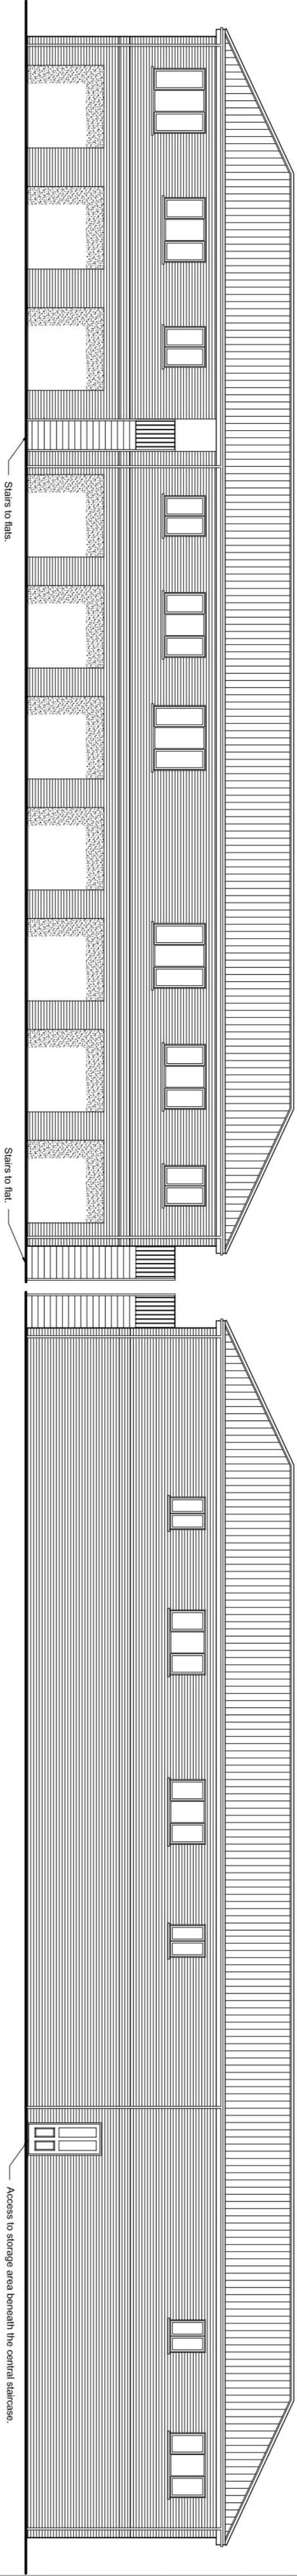 Stairs to flats.
Stairs to flat.
Access to storage area beneath the central staircase.